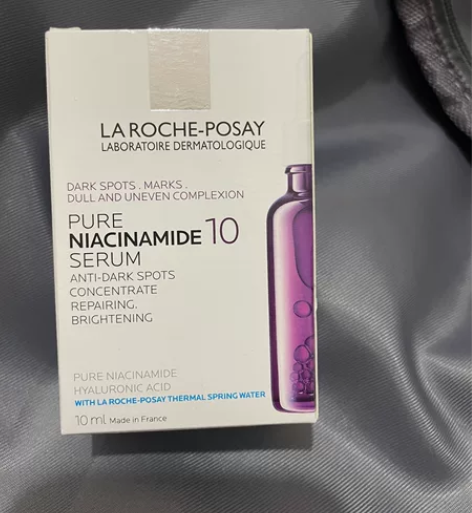 LA ROCHE-POSAY
LABORATOIRE DERMATOLOGIQUE
DARK SPOTS . MARKS .
DULL AND UNEVEN COMPLEXION
PURE
NIACINAMIDE 10
SERUM
ANTI-DARK SPOTS
CONCENTRATE
REPAIRING.
BRIGHTENING
PURE NIACINAMIDE
HYALURONIC ACID
WITH LA ROCHE-POSAY THERMAL SPRING WATER
10 ml Made in France